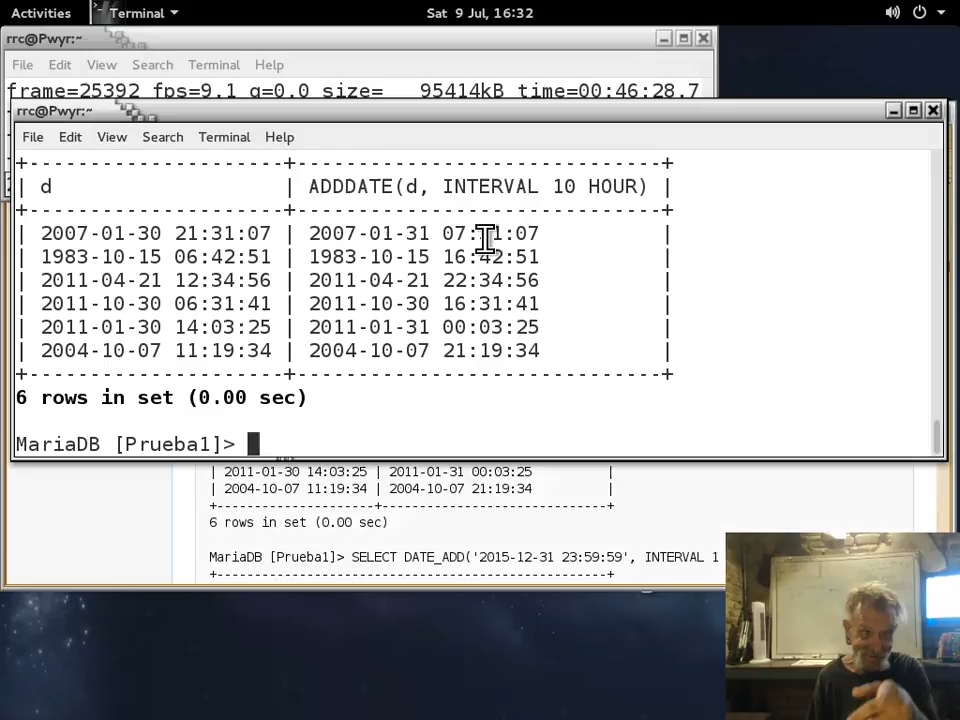 Activities Terminal Sat 9 Jul, 16:32
rrc@Pwyr:~
File Edit View Search Terminal Help
frame=25392 fps=9.1 q=0.0 size= 95414kB time=00:46:28.7
rrc@Pwyr:~
File Edit View Search Terminal Help
+----------------------+-------------------------------+
| d | ADDDATE(d, INTERVAL 10 HOUR) |
+----------------------+-------------------------------+
| 2007-01-30 21:31:07 | 2007-01-31 07:31:07 |
| 1983-10-15 06:42:51 | 1983-10-15 16:42:51 |
| 2011-04-21 12:34:56 | 2011-04-21 22:34:56 |
| 2011-10-30 06:31:41 | 2011-10-30 16:31:41 |
| 2011-01-30 14:03:25 | 2011-01-31 00:03:25 |
| 2004-10-07 11:19:34 | 2004-10-07 21:19:34 |
+----------------------+-------------------------------+
6 rows in set (0.00 sec)
MariaDB [Prueba1]>
| 2011-01-30 14:03:25 | 2011-01-31 00:03:25 |
| 2004-10-07 11:19:34 | 2004-10-07 21:19:34 |
+---------------------+------------------------------+
6 rows in set (0.00 sec)
MariaDB [Prueba1]> SELECT DATE_ADD('2015-12-31 23:59:59', INTERVAL 1
+----------------------------------------------------+